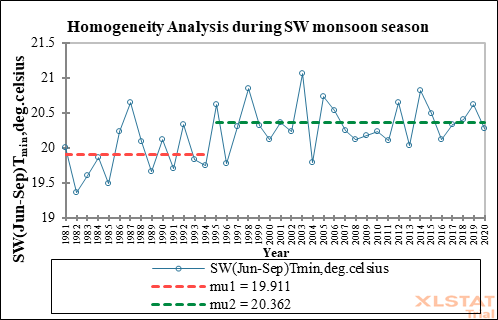 Homogeneity Analysis during SW monsoon season
SW(Jun-Sep)Tmin,deg.celsius
21.5
21
20.5
20
19.5
19
1981 1982 1983 1984 1985 1986 1987 1988 1989 1990 1991 1992 1993 1994 1995 1996 1997 1998 1999 2000 2001 2002 2003 2004 2005 2006 2007 2008 2009 2010 2011 2012 2013 2014 2015 2016 2017 2018 2019 2020
Year
SW(Jun-Sep)Tmin,deg.celsius
mu1 = 19.911
mu2 = 20.362
XLSTAT
Trial